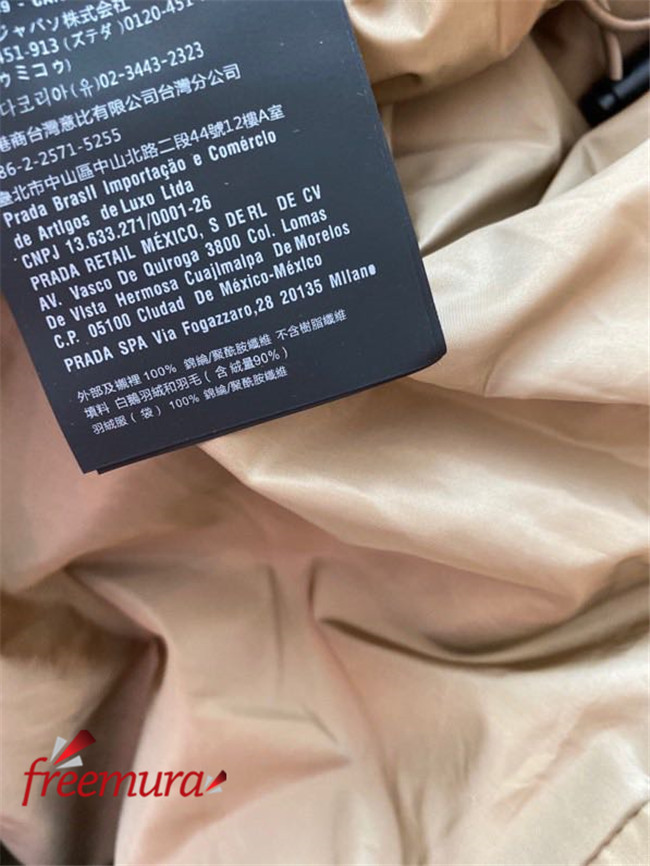 ジャパン株式会社
451-913 (ズテダ) 0120-451
ウミコウ)
다코리아(유) 02-3443-2323
港商台灣意比有限公司台灣分公司
86-2-2571-5255
臺北市中山區中山北路二段44號12樓A室
Prada Brasil Importação e Comércio
de Artigos de Luxo Ltda
CNPJ 13.633.271/0001-26
PRADA RETAIL MÉXICO, S DE RL DE CV
AV. Vasco De Quiroga 3800 Col. Lomas
De Vista Hermosa Cuajlmalpa De Morelos
C.P. 05100 Cludad De México-México
PRADA SPA Via Fogazzaro,28 20135 Milano
外部及襯裡 100% 錦綸/聚酰胺纖維 不含樹脂纖維
填料 白鵝羽絨和羽毛(含絨量90%)
羽絨服(袋)100% 錦綸/聚酰胺纖維
freemura